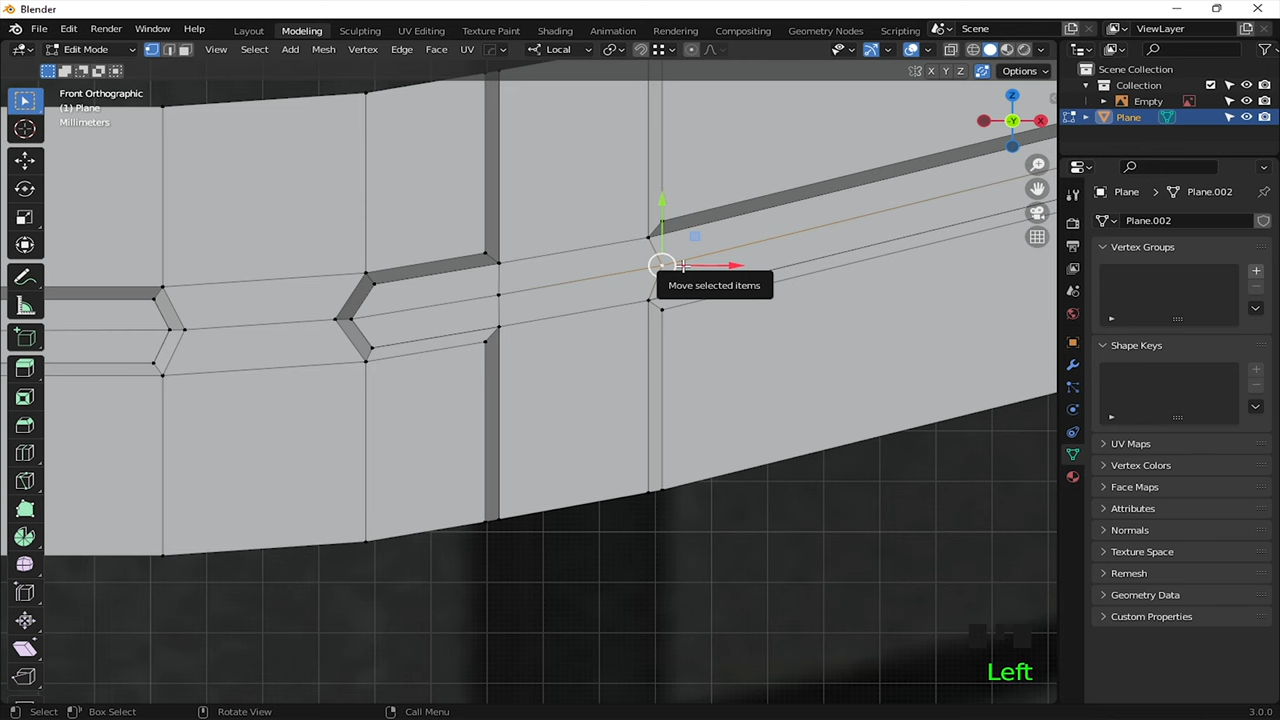 Blender
File Edit Render Window Help Layout Modeling Sculpting UV Editing Texture Paint Shading Animation Rendering Compositing Geometry Nodes Scripting Scene ViewLayer
Edit Mode View Select Add Mesh Vertex Edge Face UV Local
X Y Z Options
Front Orthographic
(1) Plane
Millimeters
Z
X
-Y
Move selected items
Left
Scene Collection
Collection
Empty
Plane
Plane Plane.002
Plane.002
Vertex Groups
Shape Keys
UV Maps
Vertex Colors
Face Maps
Attributes
Normals
Texture Space
Remesh
Geometry Data
Custom Properties
Select Box Select Rotate View Call Menu 3.0.0